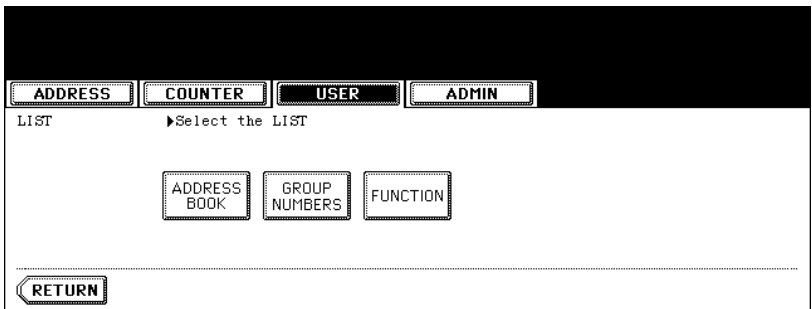 ADDRESS COUNTER USER ADMIN
LIST ▶Select the LIST
ADDRESS BOOK GROUP NUMBERS FUNCTION
RETURN